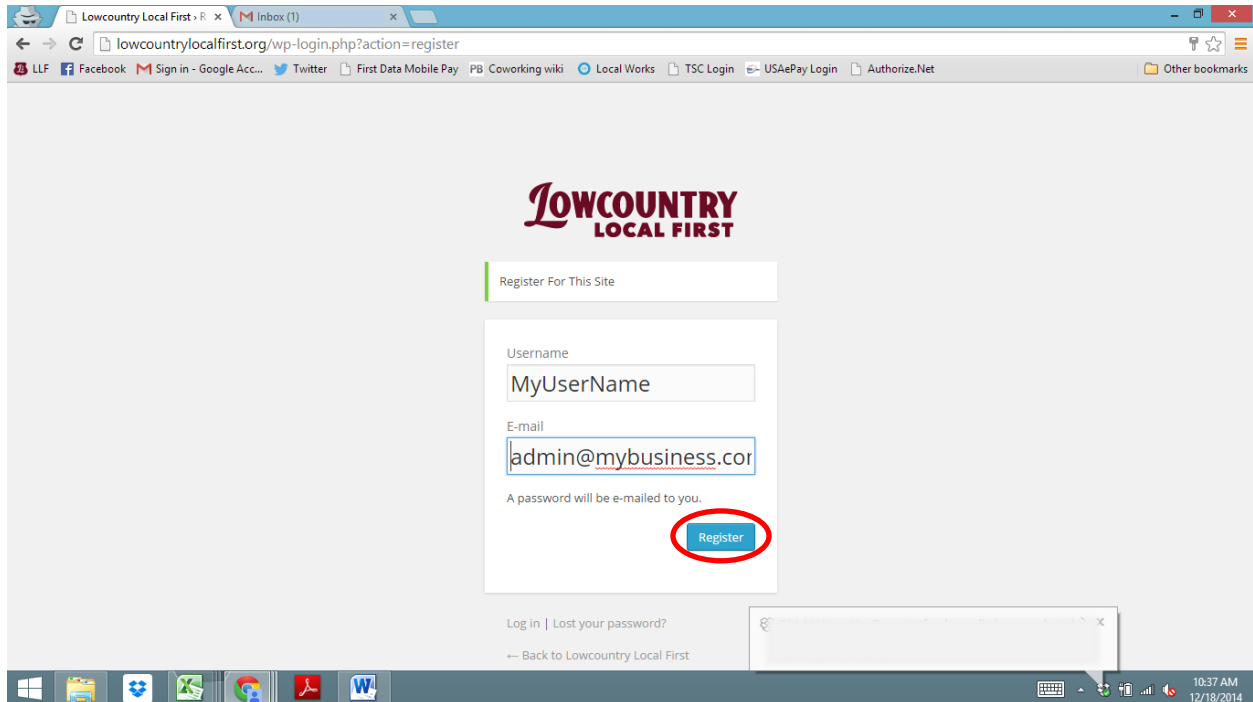 Lowcountry Local First › R
Inbox (1)
lowcountrylocalfirst.org/wp-login.php?action=register
LLF Facebook Sign in - Google Acc... Twitter First Data Mobile Pay PB Coworking wiki Local Works TSC Login USAePay Login Authorize.Net Other bookmarks
LOWCOUNTRY
LOCAL FIRST
Register For This Site
Username
MyUserName
E-mail
admin@mybusiness.cor
A password will be e-mailed to you.
Register
Log in | Lost your password?
← Back to Lowcountry Local First
10:37 AM
12/18/2014